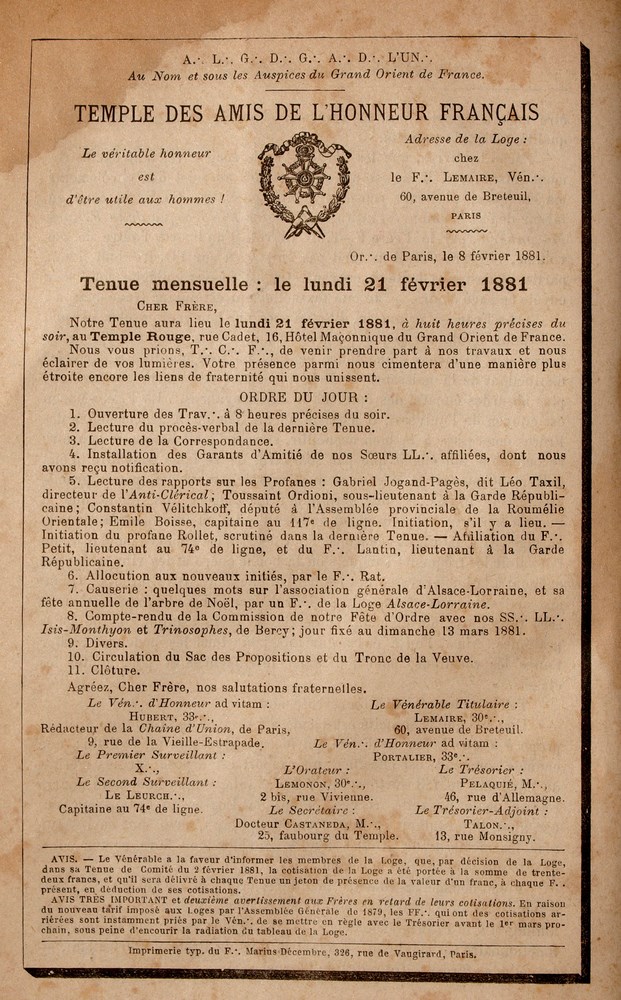 A∴ L∴ G∴ D∴ G∴ A∴ D∴ L'UN∴
Au Nom et sous les Auspices du Grand Orient de France.
TEMPLE DES AMIS DE L'HONNEUR FRANÇAIS
Le véritable honneur
est
d'être utile aux hommes !
Adresse de la Loge :
chez
le F∴ LEMAIRE, Vén∴
60, avenue de Breteuil,
PARIS
Or∴ de Paris, le 8 février 1881.
Tenue mensuelle : le lundi 21 février 1881
CHER FRÈRE,
Notre Tenue aura lieu le lundi 21 février 1881, à huit heures précises du
soir, au Temple Rouge, rue Cadet, 16, Hôtel Maçonnique du Grand Orient de France.
Nous vous prions, T∴ C∴ F∴, de venir prendre part à nos travaux et nous
éclairer de vos lumières. Votre présence parmi nous cimentera d'une manière plus
étroite encore les liens de fraternité qui nous unissent.
ORDRE DU JOUR :
1. Ouverture des Trav∴ à 8 heures précises du soir.
2. Lecture du procès-verbal de la dernière Tenue.
3. Lecture de la Correspondance.
4. Installation des Garants d'Amitié de nos Sœurs LL∴ affiliées, dont nous
avons reçu notification.
5. Lecture des rapports sur les Profanes : Gabriel Jogand-Pagès, dit Léo Taxil,
directeur de l'Anti-Clérical; Toussaint Ordioni, sous-lieutenant à la Garde Républi-
caine; Constantin Vélitchkoff, député à l'Assemblée provinciale de la Roumélie
Orientale; Emile Boisse, capitaine au 117e de ligne. Initiation, s'il y a lieu. —
Initiation du profane Rollet, scrutiné dans la dernière Tenue. — Affiliation du F∴
Petit, lieutenant au 74e de ligne, et du F∴ Lantin, lieutenant à la Garde
Républicaine.
6. Allocution aux nouveaux initiés, par le F∴ Rat.
7. Causerie : quelques mots sur l'association générale d'Alsace-Lorraine, et sa
fête annuelle de l'arbre de Noël, par un F∴ de la Loge Alsace-Lorraine.
8. Compte-rendu de la Commission de notre Fête d'Ordre avec nos SS∴ LL∴
Isis-Monthyon et Trinosophes, de Bercy; jour fixé au dimanche 13 mars 1881.
9. Divers.
10. Circulation du Sac des Propositions et du Tronc de la Veuve.
11. Clôture.
Agréez, Cher Frère, nos salutations fraternelles.
Le Vén∴ d'Honneur ad vitam :
HUBERT, 33e∴,
Rédacteur de la Chaîne d'Union, de Paris,
9, rue de la Vieille-Estrapade.
Le Vénérable Titulaire :
LEMAIRE, 30e∴,
60, avenue de Breteuil.
Le Vén∴ d'Honneur ad vitam :
PORTALIER, 33e∴
Le Premier Surveillant :
X∴,
Le Second Surveillant :
LE LEURCH∴,
Capitaine au 74e de ligne.
L'Orateur :
LEMONON, 30e∴,
2 bis, rue Vivienne.
Le Secrétaire :
Docteur CASTANEDA, M∴,
25, faubourg du Temple.
Le Trésorier :
PELAQUIÉ, M∴,
46, rue d'Allemagne.
Le Trésorier-Adjoint :
TALON∴,
13, rue Monsigny.
AVIS. — Le Vénérable a la faveur d'informer les membres de la Loge, que, par décision de la Loge,
dans sa Tenue de Comité du 2 février 1881, la cotisation de la Loge a été portée à la somme de trente-
deux francs, et qu'il sera délivré à chaque Tenue un jeton de présence de la valeur d'un franc, à chaque F∴
présent, en déduction de ses cotisations.
AVIS TRES IMPORTANT et deuxième avertissement aux Frères en retard de leurs cotisations. En raison
du nouveau tarif imposé aux Loges par l'Assemblée Générale de 1879, les FF∴ qui ont des cotisations ar-
riérées sont instamment priés par le Vén∴ de se mettre en règle avec le Trésorier avant le 1er mars pro-
chain, sous peine d'encourir la radiation du tableau de la Loge.
Imprimerie typ. du F∴ Marius Décembre, 326, rue de Vaugirard, Paris.